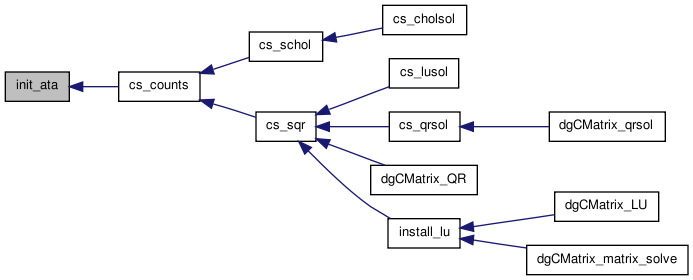 init_ata
cs_counts
cs_schol
cs_cholsol
cs_sqr
cs_lusol
cs_qrsol
dgCMatrix_qrsol
dgCMatrix_QR
install_lu
dgCMatrix_LU
dgCMatrix_matrix_solve